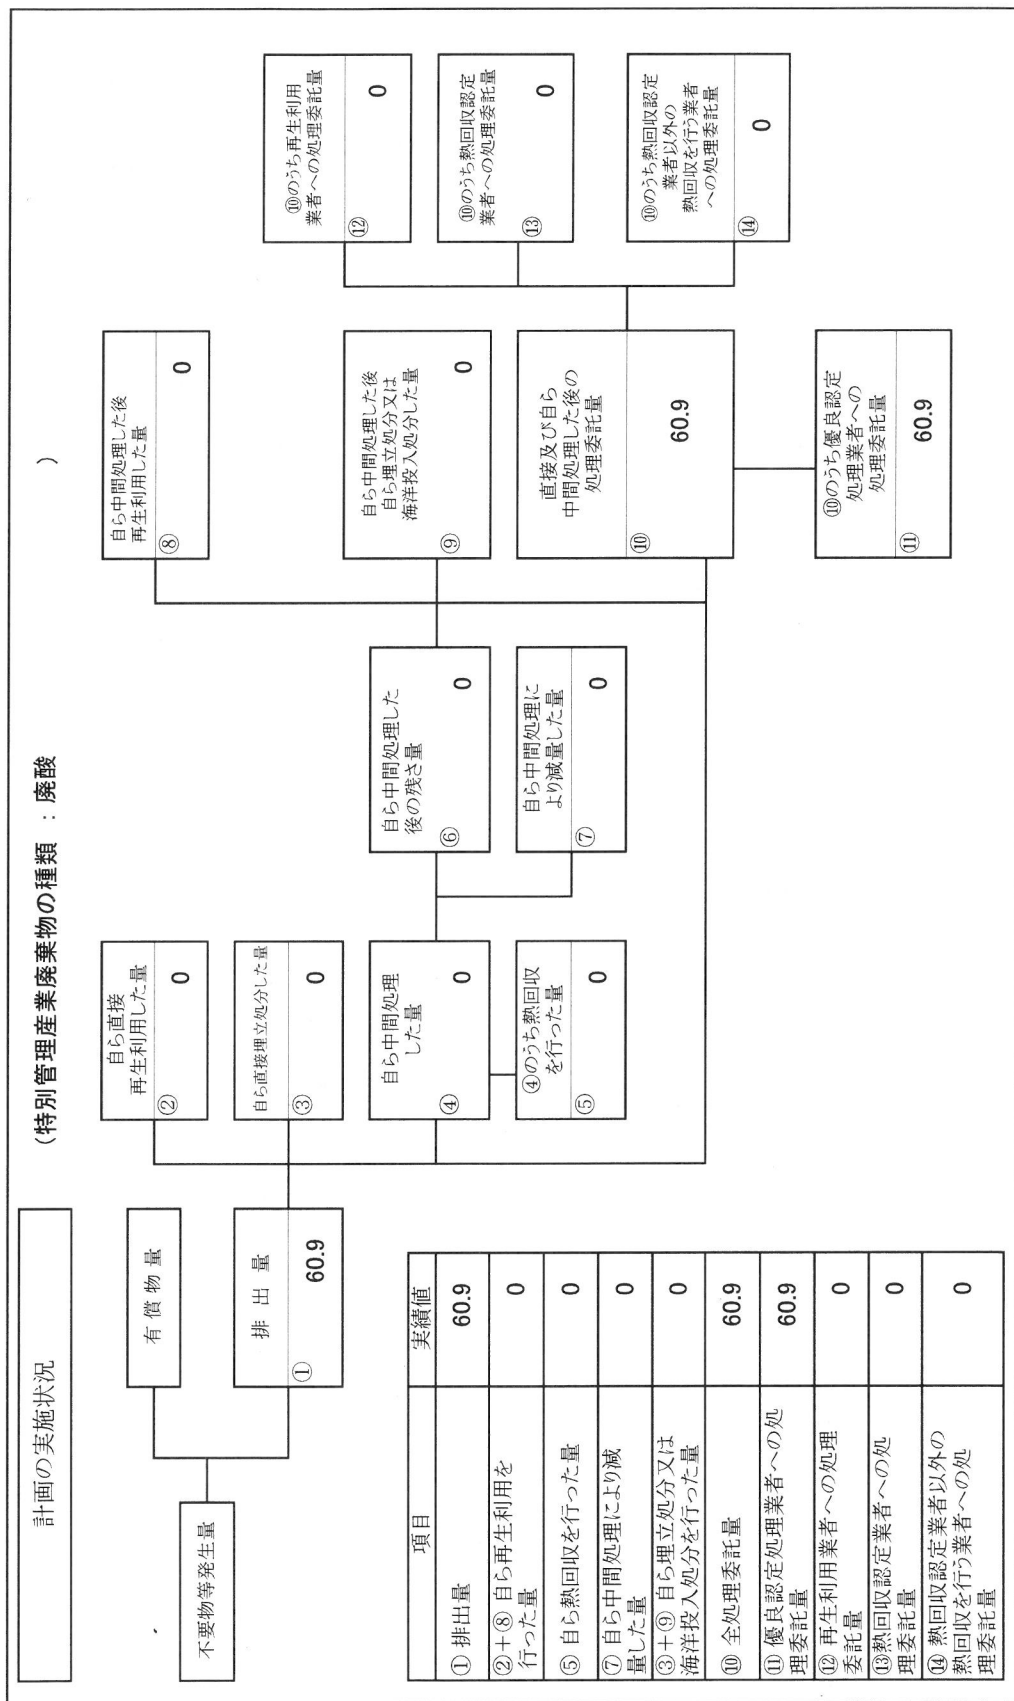 計画の実施状況
（特別管理産業廃棄物の種類 ： 廃酸 ）
不要物等発生量
有 償 物 量
排 出 量
①
60.9
自ら直接
再生利用した量
②
0
自ら直接埋立処分した量
③
0
自ら中間処理
した量
④
0
④のうち熱回収
を行った量
⑤
0
自ら中間処理した
後の残さ量
⑥
0
自ら中間処理に
より減量した量
⑦
0
自ら中間処理した後
再生利用した量
⑧
0
自ら中間処理した後
自ら埋立処分又は
海洋投入処分した量
⑨
0
直接及び自ら
中間処理した後の
処理委託量
⑩
60.9
⑩のうち優良認定
処理業者への
処理委託量
⑪
60.9
⑩のうち再生利用
業者への処理委託量
⑫
0
⑩のうち熱回収認定
業者への処理委託量
⑬
0
⑩のうち熱回収認定
業者以外の
熱回収を行う業者
への処理委託量
⑭
0
項目 実績値
① 排出量 60.9
②＋⑧ 自ら再生利用を
行った量 0
⑤ 自ら熱回収を行った量 0
⑦ 自ら中間処理により減
量した量 0
③＋⑨ 自ら埋立処分又は
海洋投入処分を行った量 0
⑩ 全処理委託量 60.9
⑪ 優良認定処理業者への処
理委託量 60.9
⑫ 再生利用業者への処理
委託量 0
⑬熱回収認定業者への処
理委託量 0
⑭ 熱回収認定業者以外の
熱回収を行う業者への処
理委託量 0